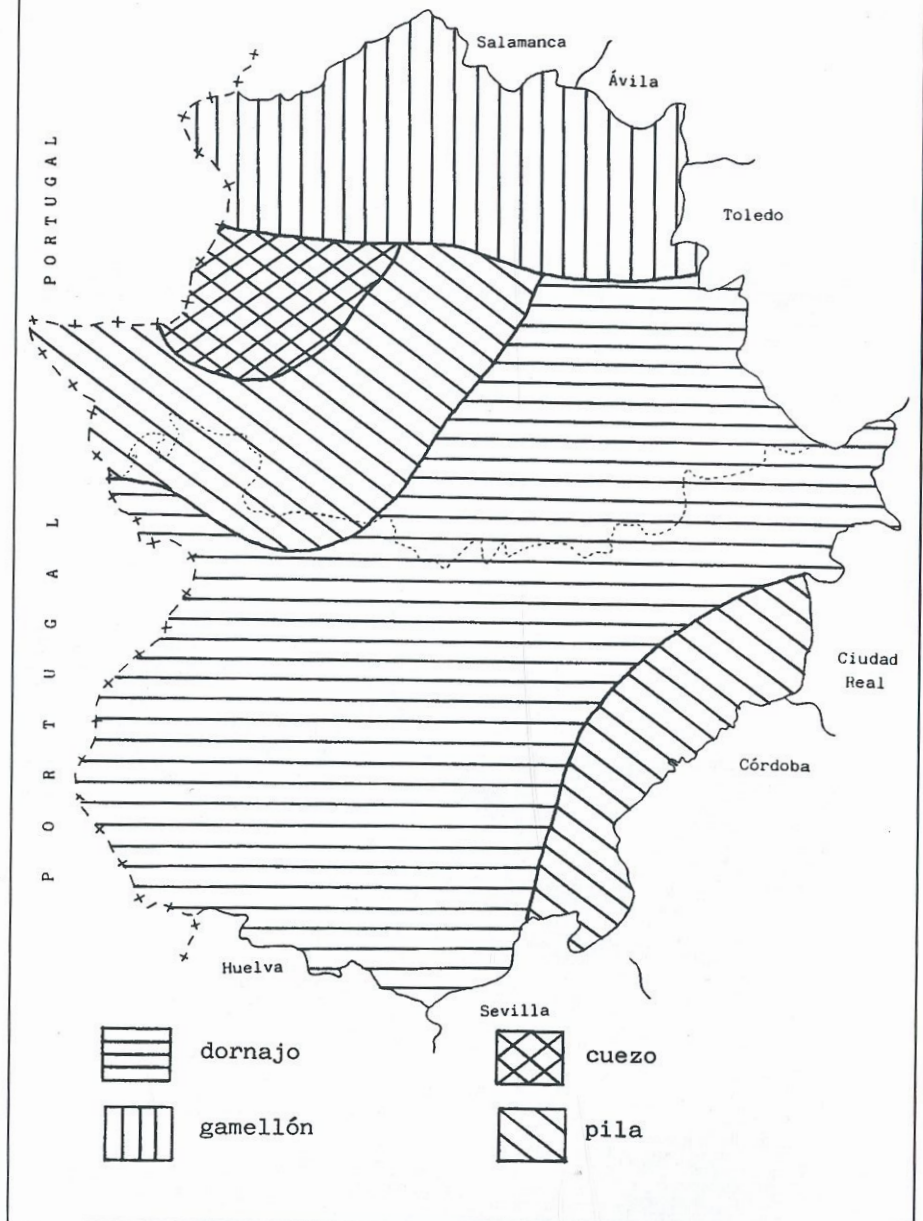 Salamanca
Ávila
PORTUGAL
Toledo
PORTUGAL
Ciudad
Real
Córdoba
Huelva
Sevilla
dornajo
cuezo
gamellón
pila